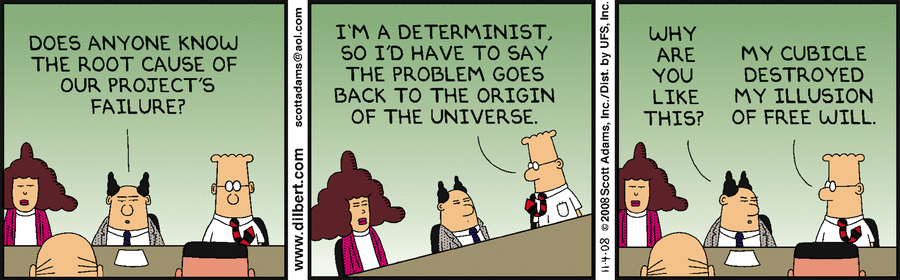 DOES ANYONE KNOW
THE ROOT CAUSE OF
OUR PROJECT'S
FAILURE?
www.dilbert.com
scottadams@aol.com
I'M A DETERMINIST,
SO I'D HAVE TO SAY
THE PROBLEM GOES
BACK TO THE ORIGIN
OF THE UNIVERSE.
11-4-08 © 2008 Scott Adams, Inc./Dist. by UFS, Inc.
WHY
ARE
YOU
LIKE
THIS?
MY CUBICLE
DESTROYED
MY ILLUSION
OF FREE WILL.